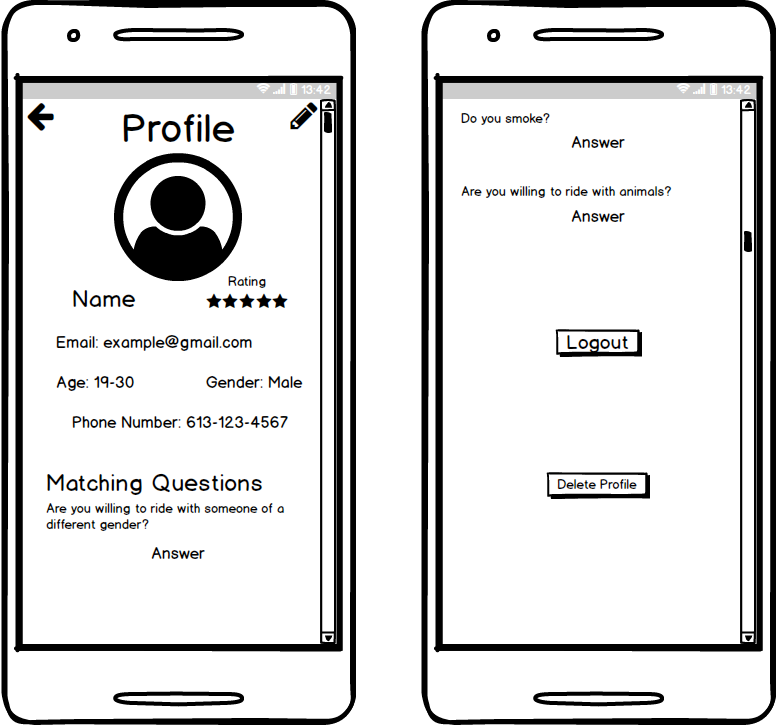 13:42
Profile
Rating
Name
Email: example@gmail.com
Age: 19-30
Gender: Male
Phone Number: 613-123-4567
Matching Questions
Are you willing to ride with someone of a
different gender?
Answer
13:42
Do you smoke?
Answer
Are you willing to ride with animals?
Answer
Logout
Delete Profile